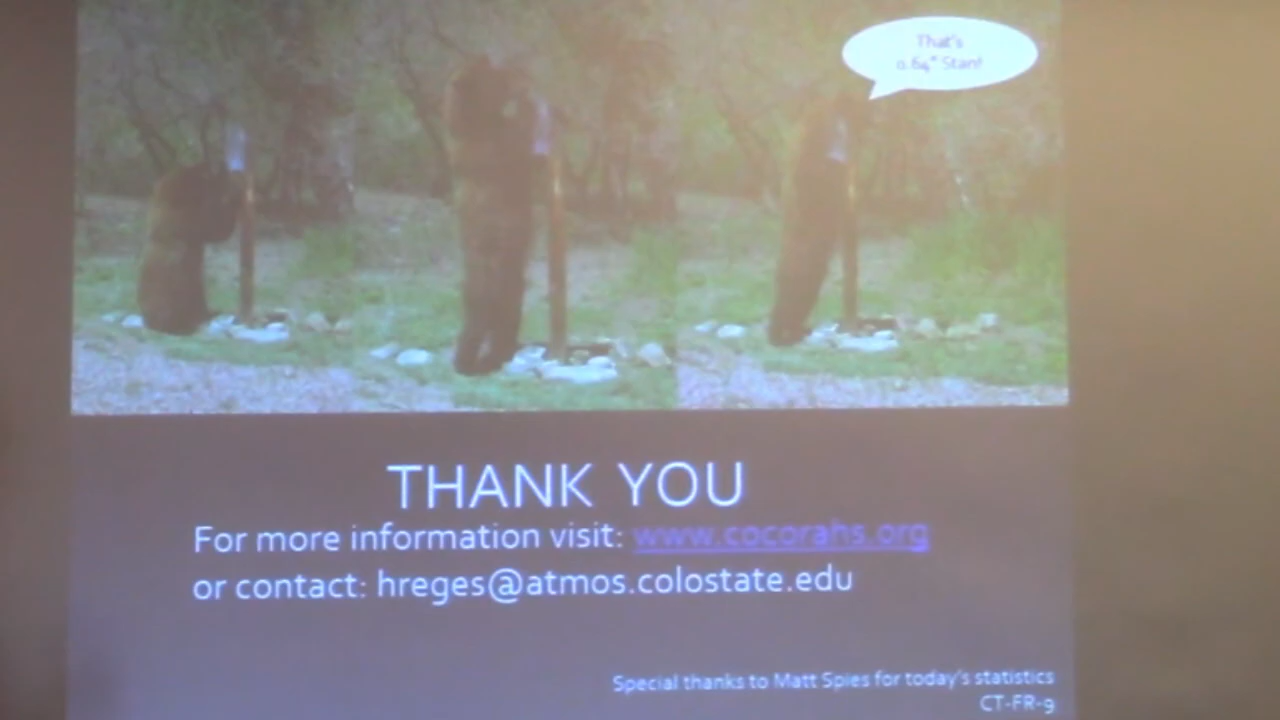 That's
0.64" Stan!
THANK YOU
For more information visit: www.cocorahs.org
or contact: hreges@atmos.colostate.edu
Special thanks to Matt Spies for today's statistics
CT-FR-9